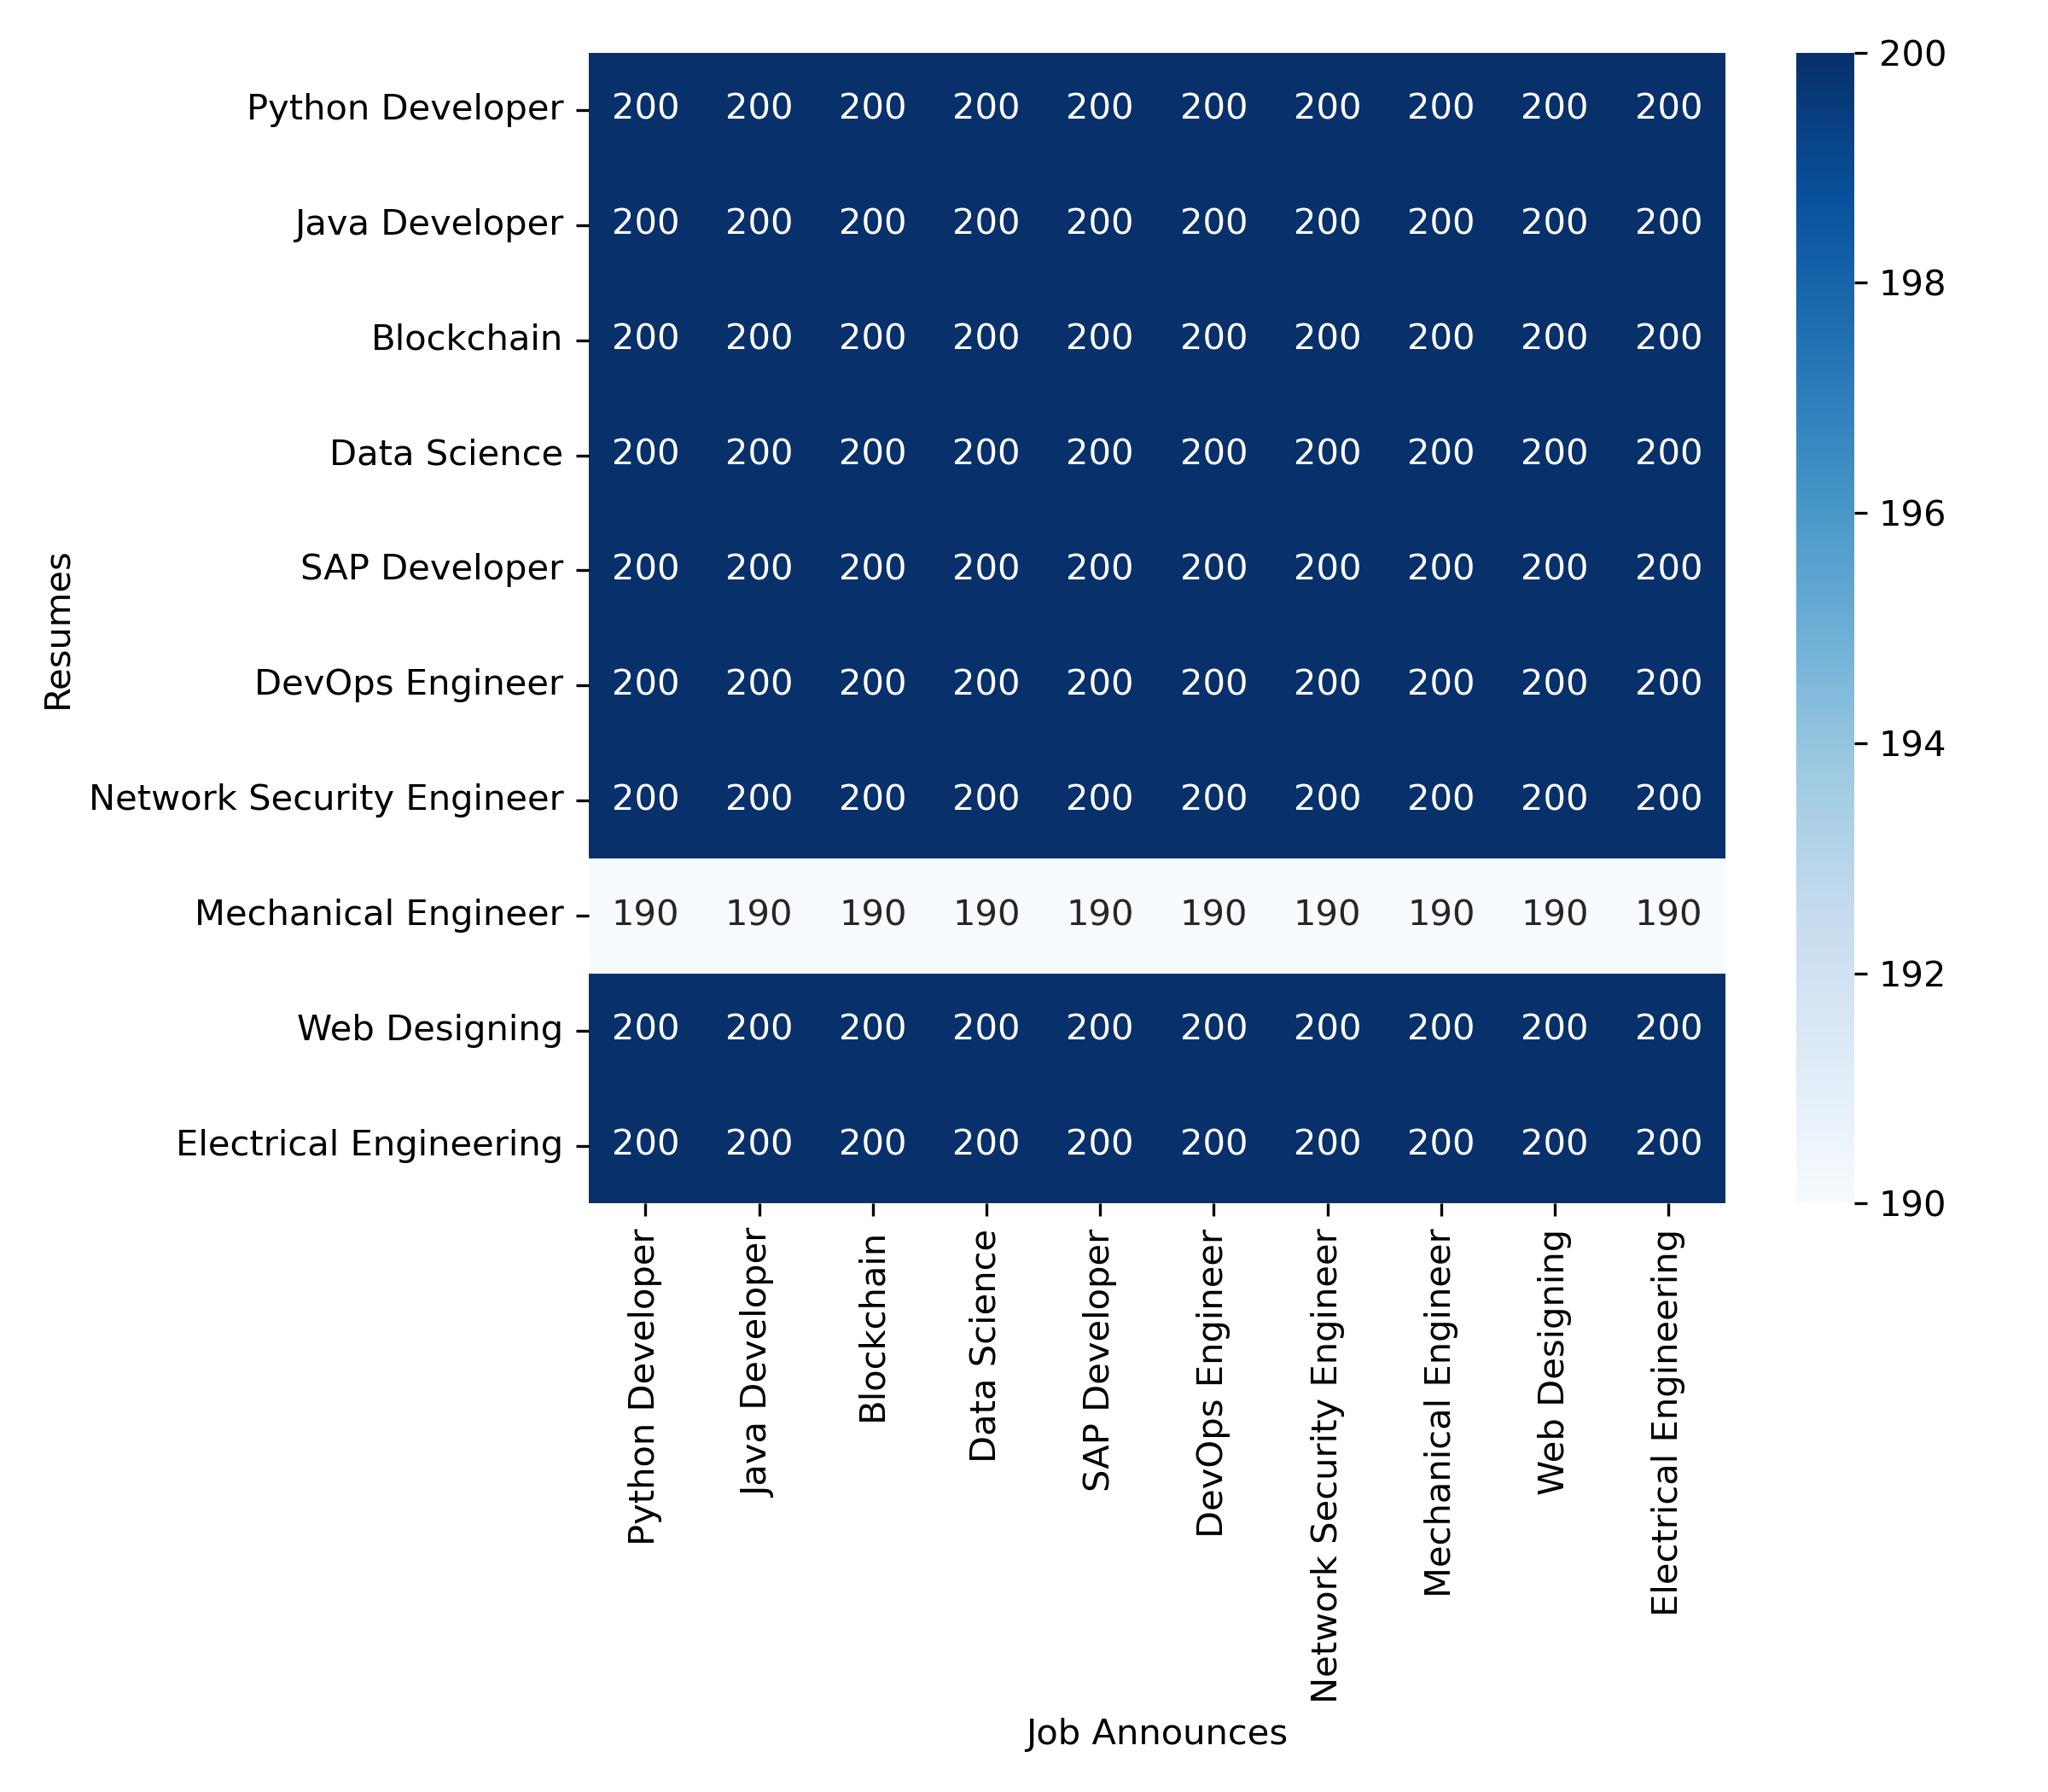 Resumes
Python Developer 200 200 200 200 200 200 200 200 200 200
Java Developer 200 200 200 200 200 200 200 200 200 200
Blockchain 200 200 200 200 200 200 200 200 200 200
Data Science 200 200 200 200 200 200 200 200 200 200
SAP Developer 200 200 200 200 200 200 200 200 200 200
DevOps Engineer 200 200 200 200 200 200 200 200 200 200
Network Security Engineer 200 200 200 200 200 200 200 200 200 200
Mechanical Engineer 190 190 190 190 190 190 190 190 190 190
Web Designing 200 200 200 200 200 200 200 200 200 200
Electrical Engineering 200 200 200 200 200 200 200 200 200 200
Python Developer
Java Developer
Blockchain
Data Science
SAP Developer
DevOps Engineer
Network Security Engineer
Mechanical Engineer
Web Designing
Electrical Engineering
Job Announces
200
198
196
194
192
190